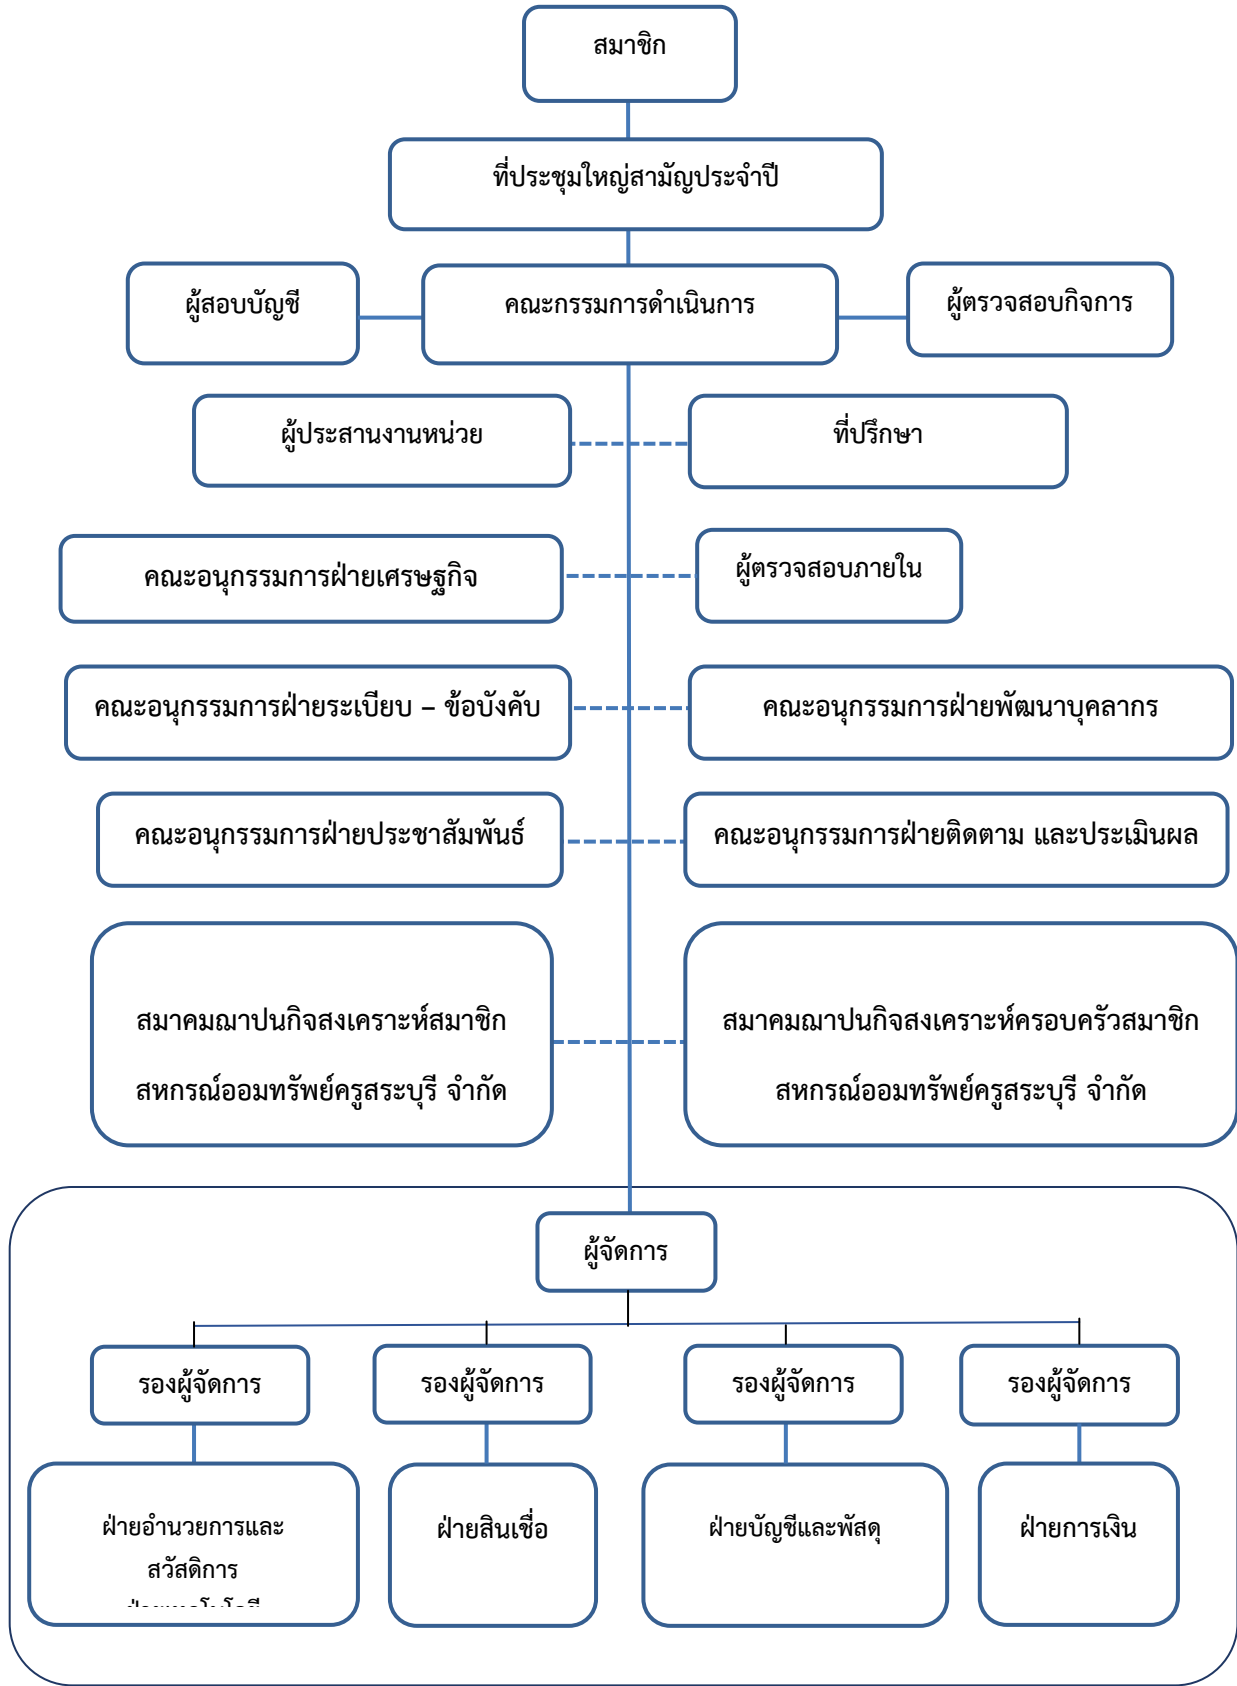 สมาชิก
ที่ประชุมใหญ่สามัญประจำปี
ผู้สอบบัญชี
คณะกรรมการดำเนินการ
ผู้ตรวจสอบกิจการ
ผู้ประสานงานหน่วย
ที่ปรึกษา
คณะอนุกรรมการฝ่ายเศรษฐกิจ
ผู้ตรวจสอบภายใน
คณะอนุกรรมการฝ่ายระเบียบ – ข้อบังคับ
คณะอนุกรรมการฝ่ายพัฒนาบุคลากร
คณะอนุกรรมการฝ่ายประชาสัมพันธ์
คณะอนุกรรมการฝ่ายติดตาม และประเมินผล
สมาคมฌาปนกิจสงเคราะห์สมาชิก
สหกรณ์ออมทรัพย์ครูสระบุรี จำกัด
สมาคมฌาปนกิจสงเคราะห์ครอบครัวสมาชิก
สหกรณ์ออมทรัพย์ครูสระบุรี จำกัด
ผู้จัดการ
รองผู้จัดการ
รองผู้จัดการ
รองผู้จัดการ
รองผู้จัดการ
ฝ่ายอำนวยการและ
สวัสดิการ
ฝ่ายสินเชื่อ
ฝ่ายบัญชีและพัสดุ
ฝ่ายการเงิน